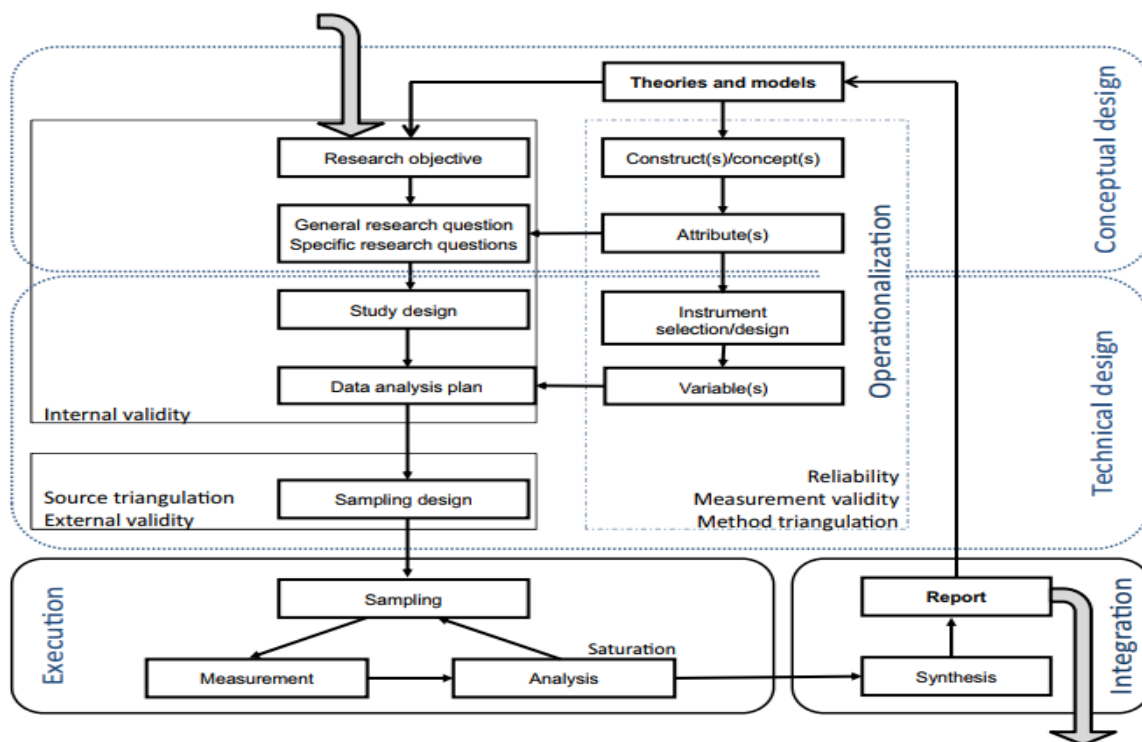 Theories and models
Conceptual design
Research objective
Construct(s)/concept(s)
General research question
Specific research questions
Attribute(s)
Operationalization
Study design
Instrument
selection/design
Technical design
Data analysis plan
Variable(s)
Internal validity
Source triangulation
External validity
Sampling design
Reliability
Measurement validity
Method triangulation
Execution
Sampling
Saturation
Measurement
Analysis
Report
Synthesis
Integration